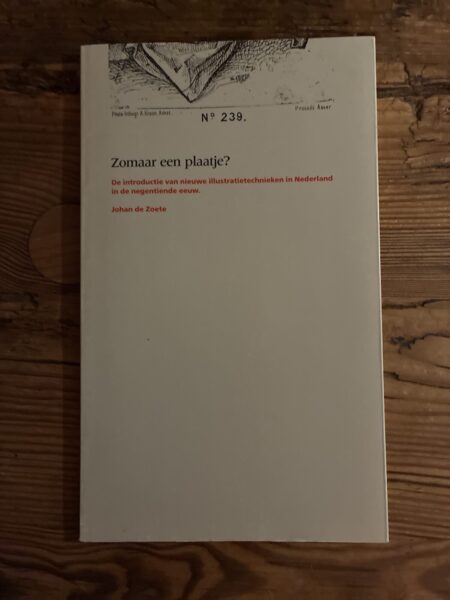 Nº 239.
Zomaar een plaatje?
De introductie van nieuwe illustratietechnieken in Nederland
in de negentiende eeuw.
Johan de Zoete